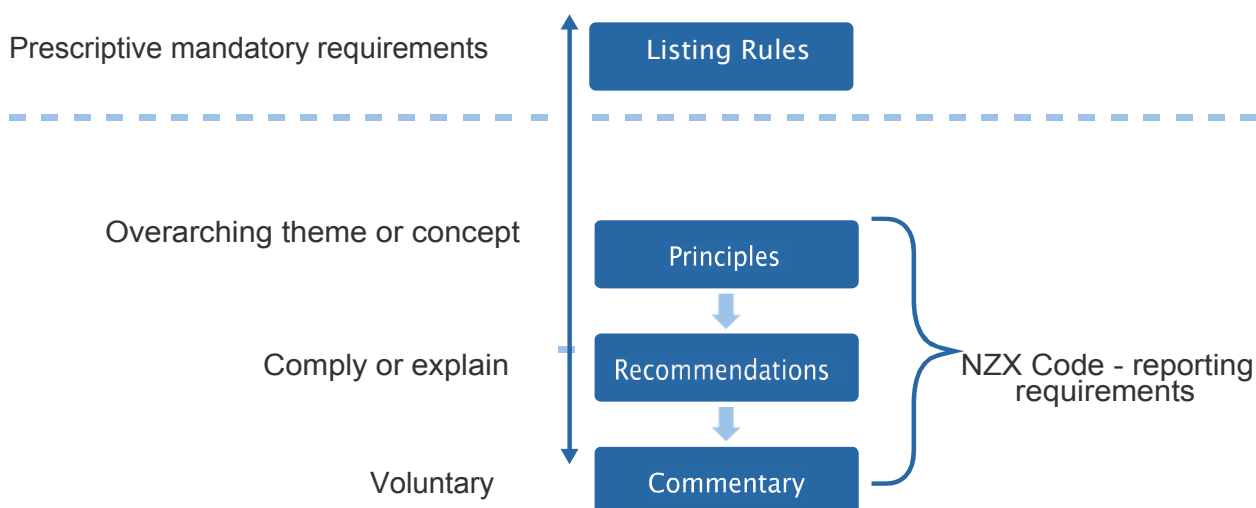 Prescriptive mandatory requirements
Listing Rules
Overarching theme or concept
Principles
Comply or explain
Recommendations
NZX Code - reporting
requirements
Voluntary
Commentary